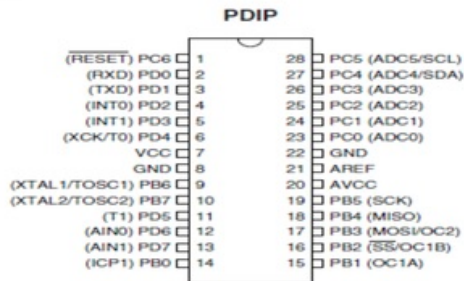 PDIP
(RESET) PC6 1 28 PC5 (ADC5/SCL)
(RXD) PD0 2 27 PC4 (ADC4/SDA)
(TXD) PD1 3 26 PC3 (ADC3)
(INT0) PD2 4 25 PC2 (ADC2)
(INT1) PD3 5 24 PC1 (ADC1)
(XCK/T0) PD4 6 23 PC0 (ADC0)
VCC 7 22 GND
GND 8 21 AREF
(XTAL1/TOSC1) PB6 9 20 AVCC
(XTAL2/TOSC2) PB7 10 19 PB5 (SCK)
(T1) PD5 11 18 PB4 (MISO)
(AIN0) PD6 12 17 PB3 (MOSI/OC2)
(AIN1) PD7 13 16 PB2 (SS/OC1B)
(ICP1) PB0 14 15 PB1 (OC1A)